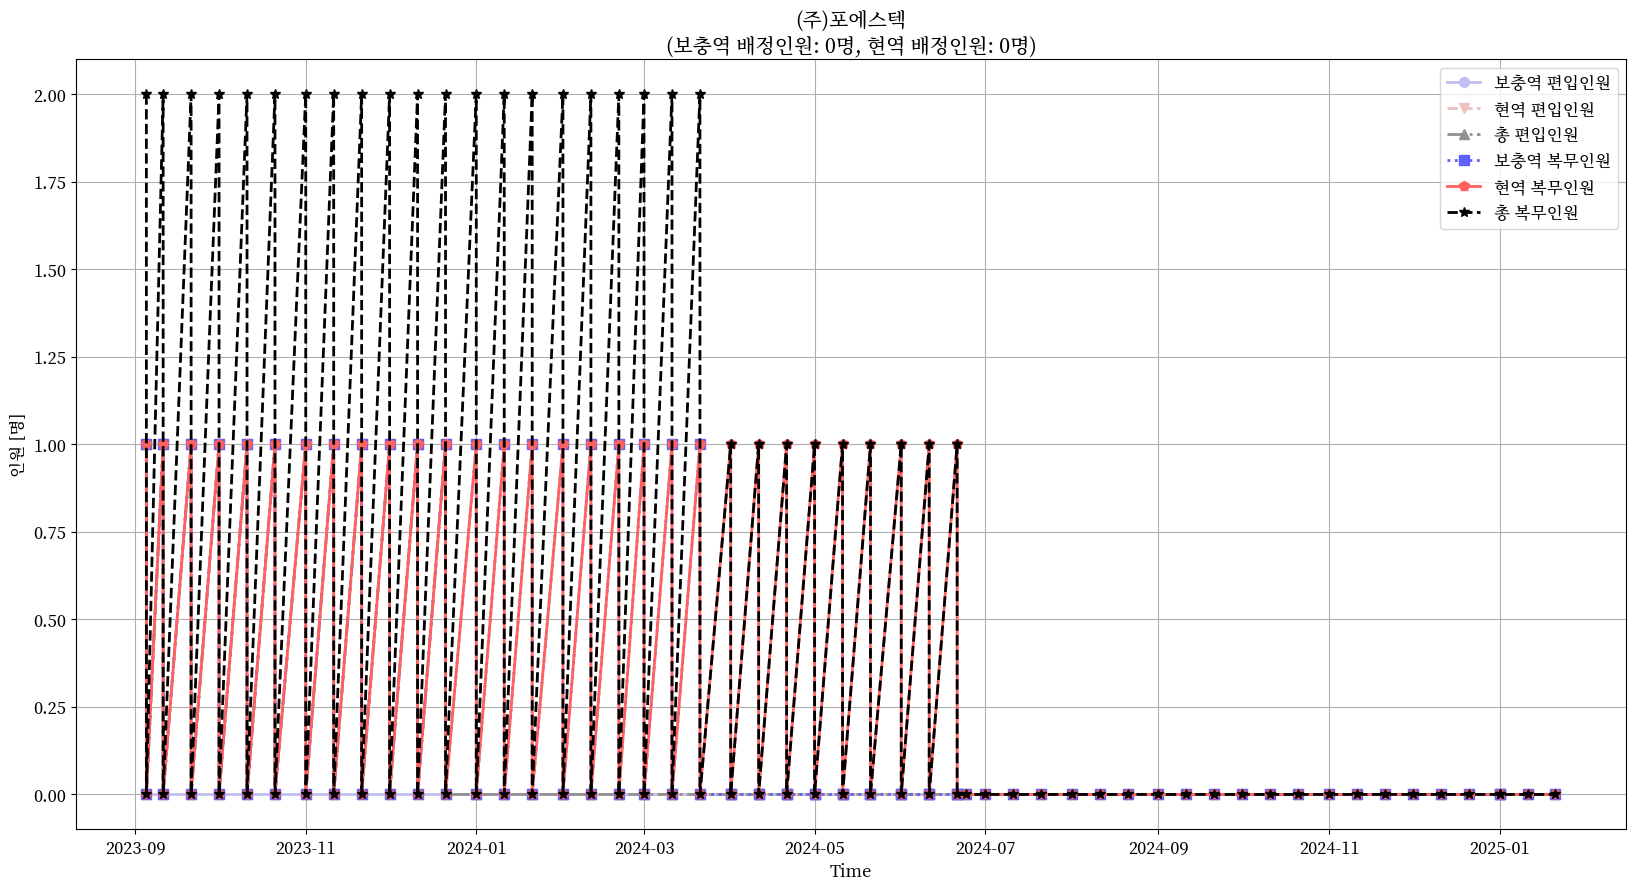 (주)포에스텍
(보충역 배정인원: 0명, 현역 배정인원: 0명)
보충역 편입인원
현역 편입인원
총 편입인원
보충역 복무인원
현역 복무인원
총 복무인원
인원 [명]
2.00
1.75
1.50
1.25
1.00
0.75
0.50
0.25
0.00
2023-09 2023-11 2024-01 2024-03 2024-05 2024-07 2024-09 2024-11 2025-01
Time